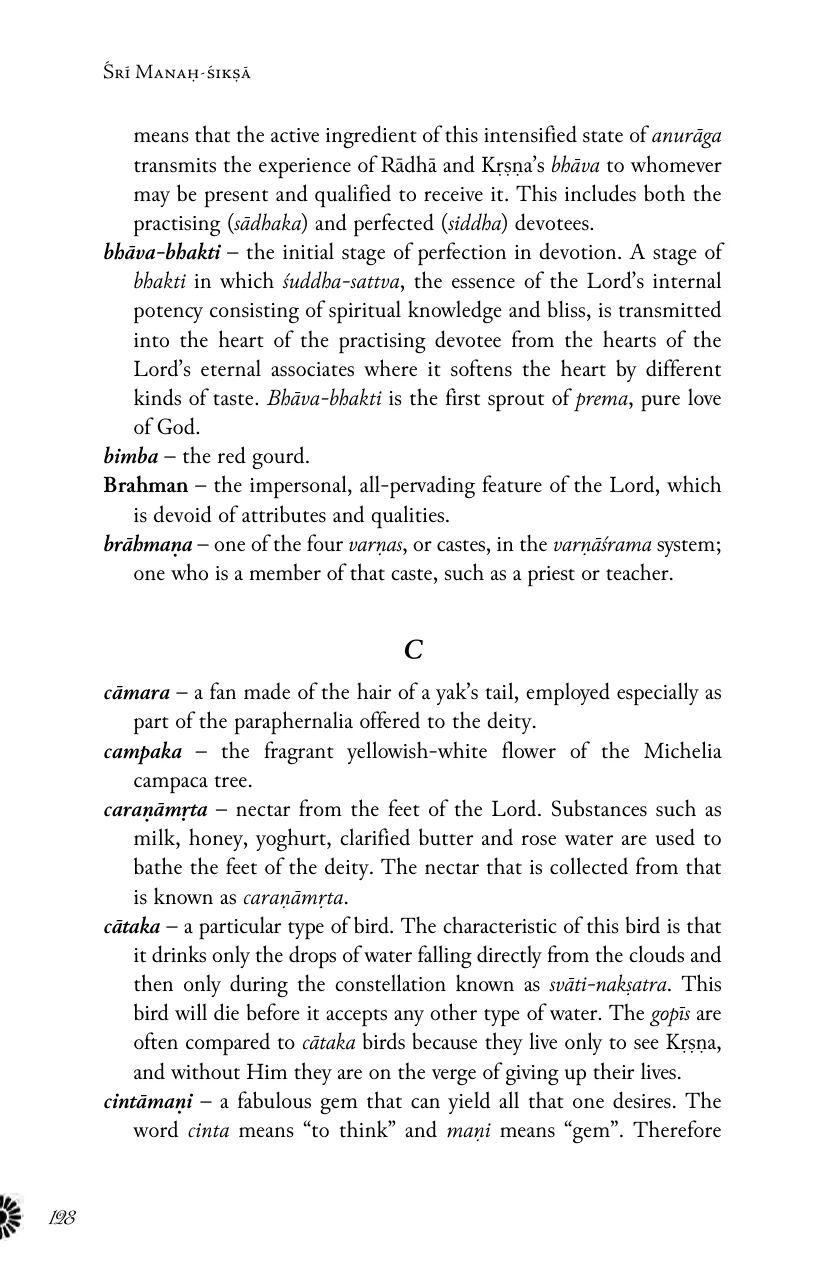 Śrī Manaḥ-śikṣā
means that the active ingredient of this intensified state of anurāga
transmits the experience of Rādhā and Kṛṣṇa’s bhāva to whomever
may be present and qualified to receive it. This includes both the
practising (sādhaka) and perfected (siddha) devotees.
bhāva-bhakti – the initial stage of perfection in devotion. A stage of
bhakti in which śuddha-sattva, the essence of the Lord’s internal
potency consisting of spiritual knowledge and bliss, is transmitted
into the heart of the practising devotee from the hearts of the
Lord’s eternal associates where it softens the heart by different
kinds of taste. Bhāva-bhakti is the first sprout of prema, pure love
of God.
bimba – the red gourd.
Brahman – the impersonal, all-pervading feature of the Lord, which
is devoid of attributes and qualities.
brāhmaṇa – one of the four varṇas, or castes, in the varṇāśrama system;
one who is a member of that caste, such as a priest or teacher.
C
cāmara – a fan made of the hair of a yak’s tail, employed especially as
part of the paraphernalia offered to the deity.
campaka – the fragrant yellowish-white flower of the Michelia
campaca tree.
caraṇāmṛta – nectar from the feet of the Lord. Substances such as
milk, honey, yoghurt, clarified butter and rose water are used to
bathe the feet of the deity. The nectar that is collected from that
is known as caraṇāmṛta.
cātaka – a particular type of bird. The characteristic of this bird is that
it drinks only the drops of water falling directly from the clouds and
then only during the constellation known as svāti-nakṣatra. This
bird will die before it accepts any other type of water. The gopīs are
often compared to cātaka birds because they live only to see Kṛṣṇa,
and without Him they are on the verge of giving up their lives.
cintāmaṇi – a fabulous gem that can yield all that one desires. The
word cinta means “to think” and maṇi means “gem”. Therefore
128